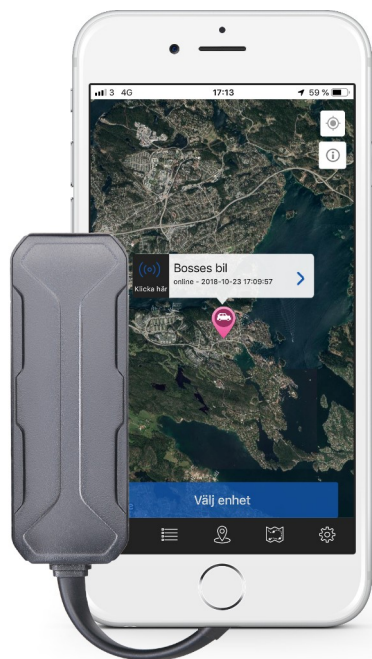 3 4G 17:13 59 %
Bosses bil
online - 2018-10-23 17:09:57
Klicka här
Välj enhet